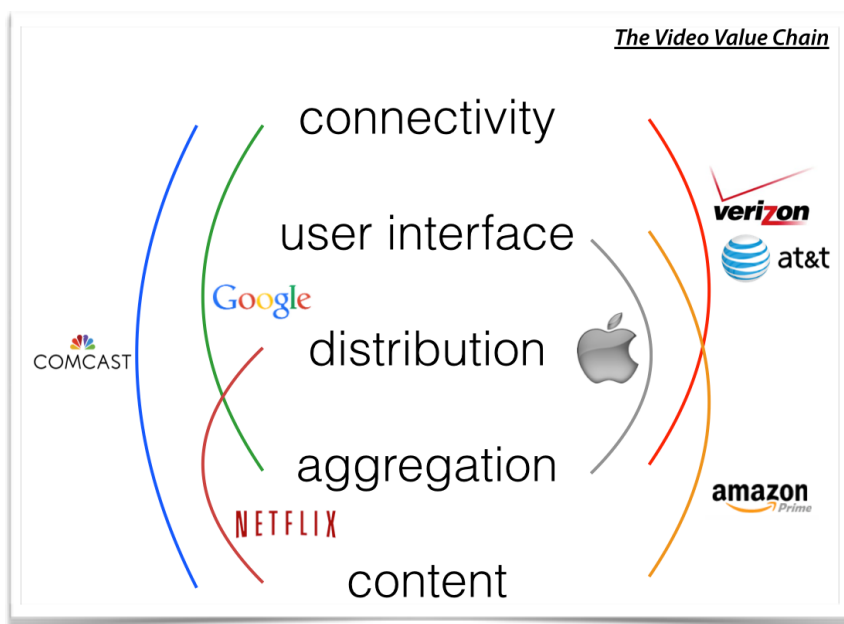 The Video Value Chain
connectivity
verizon
user interface
at&t
Google
distribution
COMCAST
aggregation
amazon
Prime
NETFLIX
content